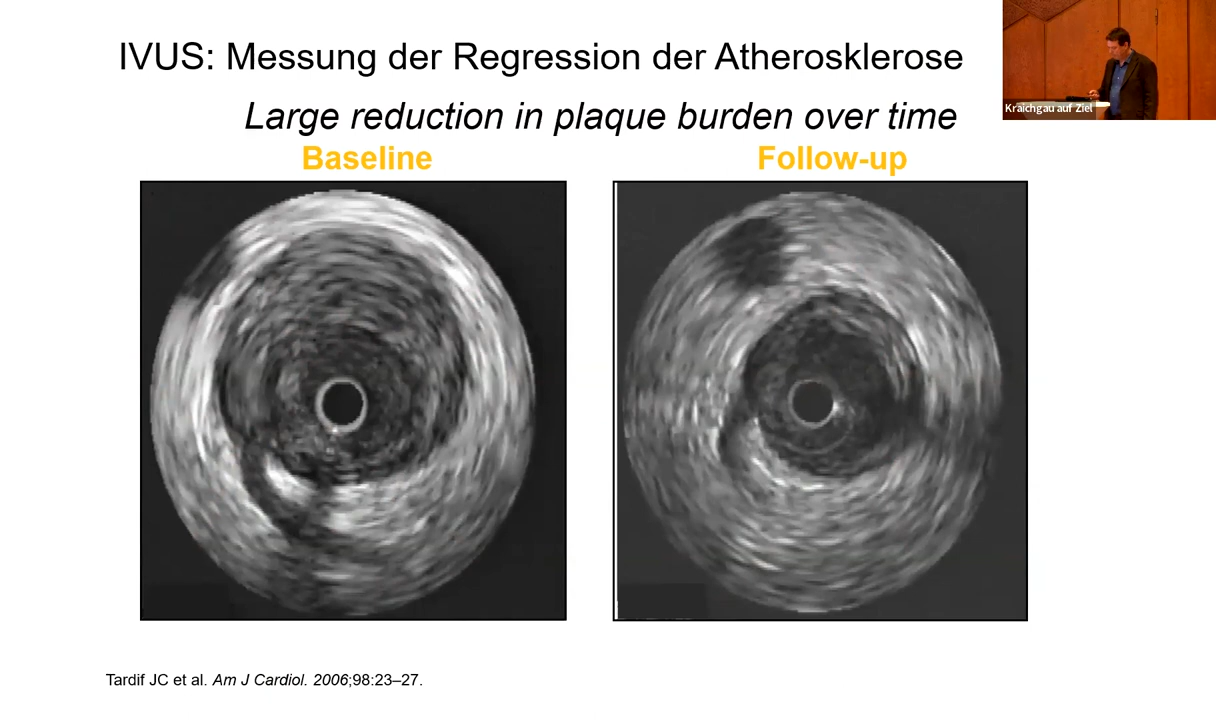 IVUS: Messung der Regression der Atherosklerose
Large reduction in plaque burden over time
Baseline
Follow-up
Kraichgau auf Ziel
Tardif JC et al. Am J Cardiol. 2006;98:23–27.